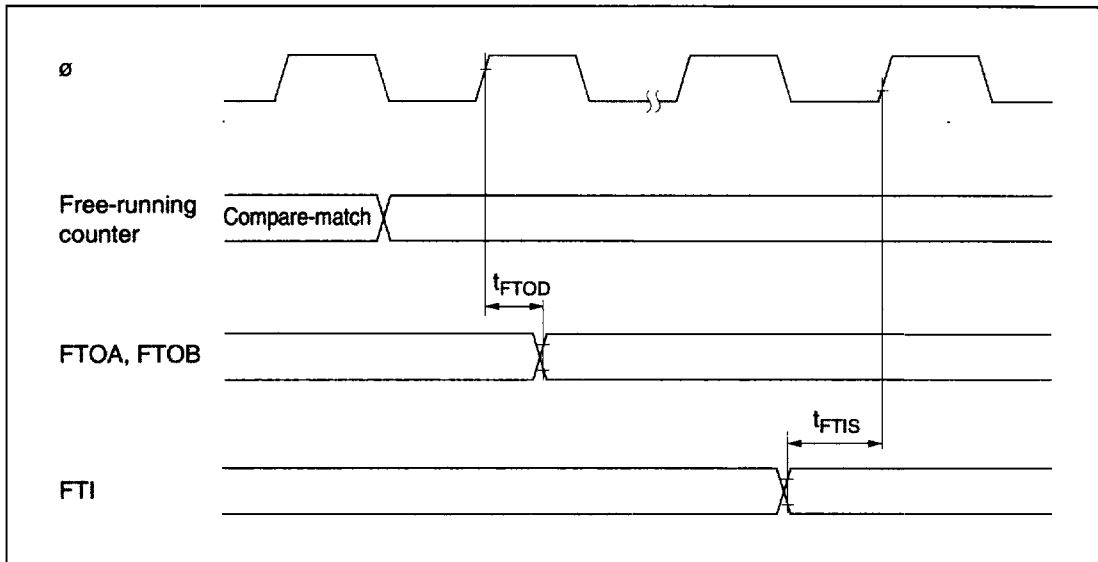 ø
Free-running
counter
Compare-match
tFTOD
FTOA, FTOB
tFTIS
FTI